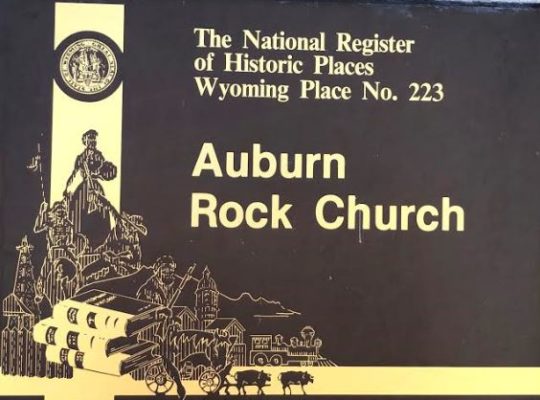 The National Register
of Historic Places
Wyoming Place No. 223
Auburn
Rock Church